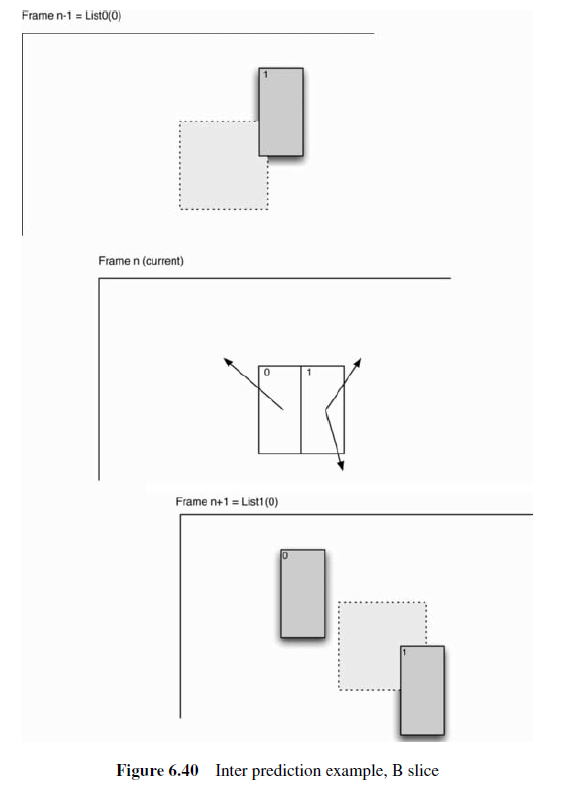 Frame n-1 = List0(0)
1
Frame n (current)
0 1
Frame n+1 = List1(0)
0
1
Figure 6.40 Inter prediction example, B slice